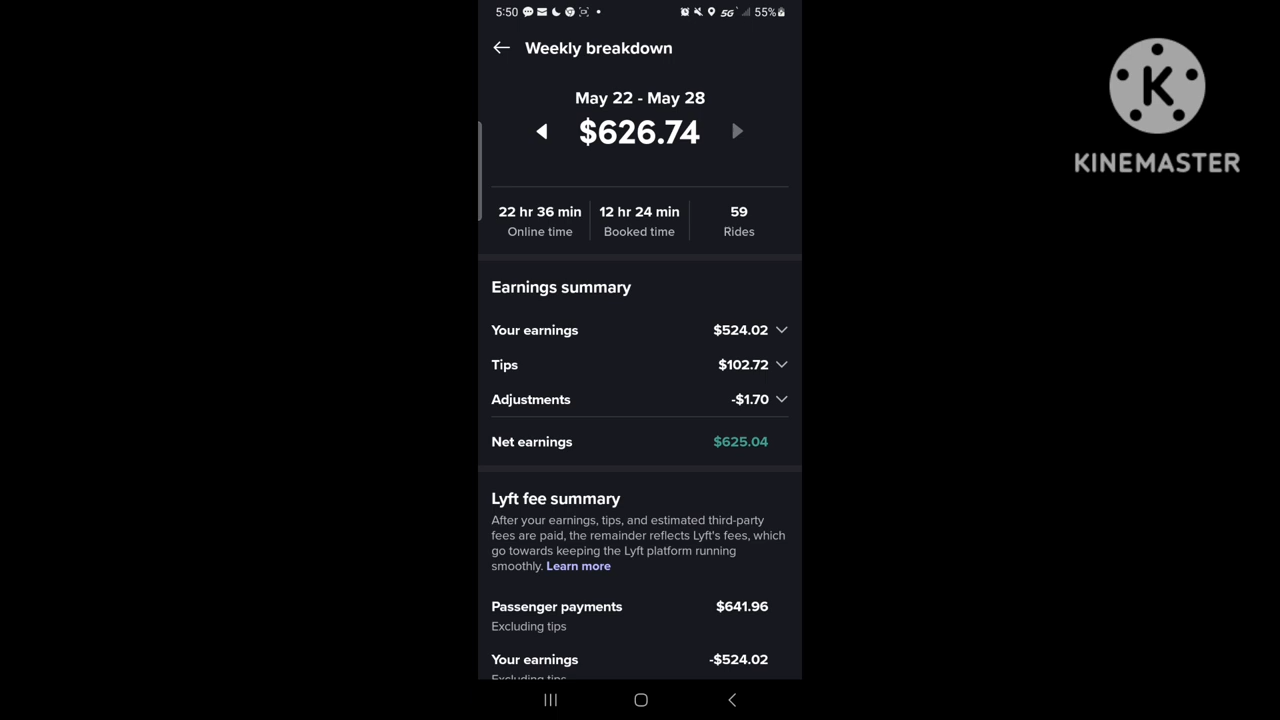 5:50 5G 55%
Weekly breakdown
May 22 - May 28
$626.74
22 hr 36 min 12 hr 24 min 59
Online time Booked time Rides
Earnings summary
Your earnings $524.02
Tips $102.72
Adjustments -$1.70
Net earnings $625.04
Lyft fee summary
After your earnings, tips, and estimated third-party
fees are paid, the remainder reflects Lyft's fees, which
go towards keeping the Lyft platform running
smoothly. Learn more
Passenger payments $641.96
Excluding tips
Your earnings -$524.02
Excluding tips
K
KINEMASTER